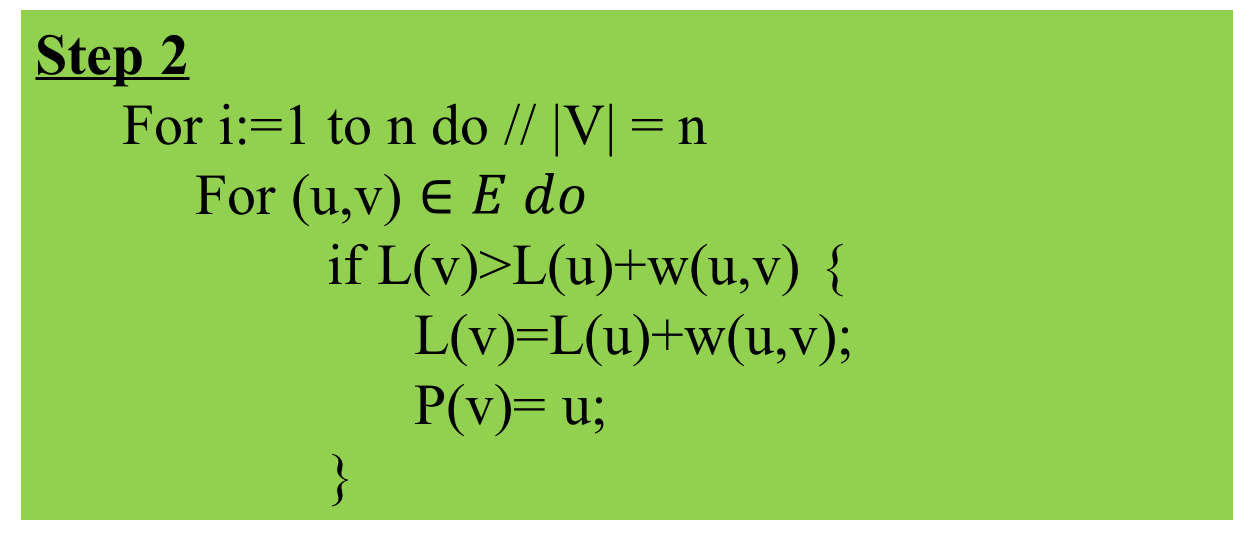 Step 2
For i:=1 to n do // |V| = n
For (u,v) ∈ E do
if L(v)>L(u)+w(u,v) {
L(v)=L(u)+w(u,v);
P(v)= u;
}